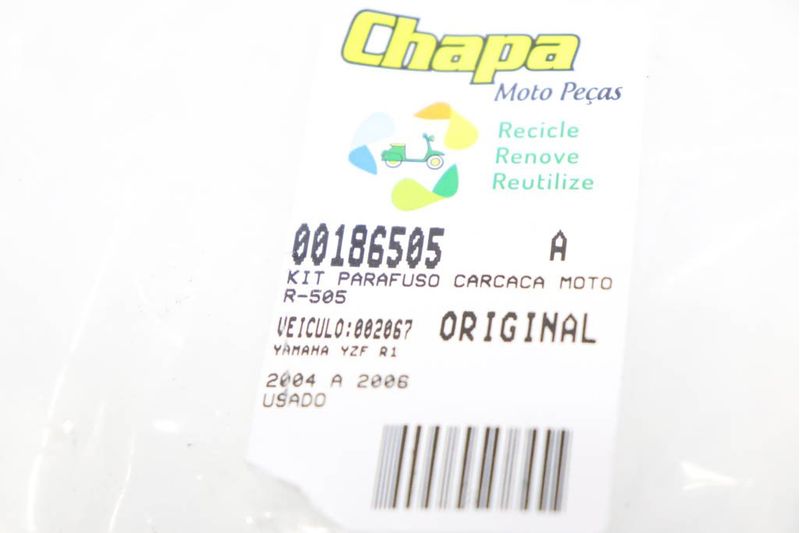 Chapa
Moto Peças
Recicle
Renove
Reutilize
00186505 A
KIT PARAFUSO CARCACA MOTO
R-505
VEICULO:002067 ORIGINAL
YAMAHA YZF R1
2004 A 2006
USADO